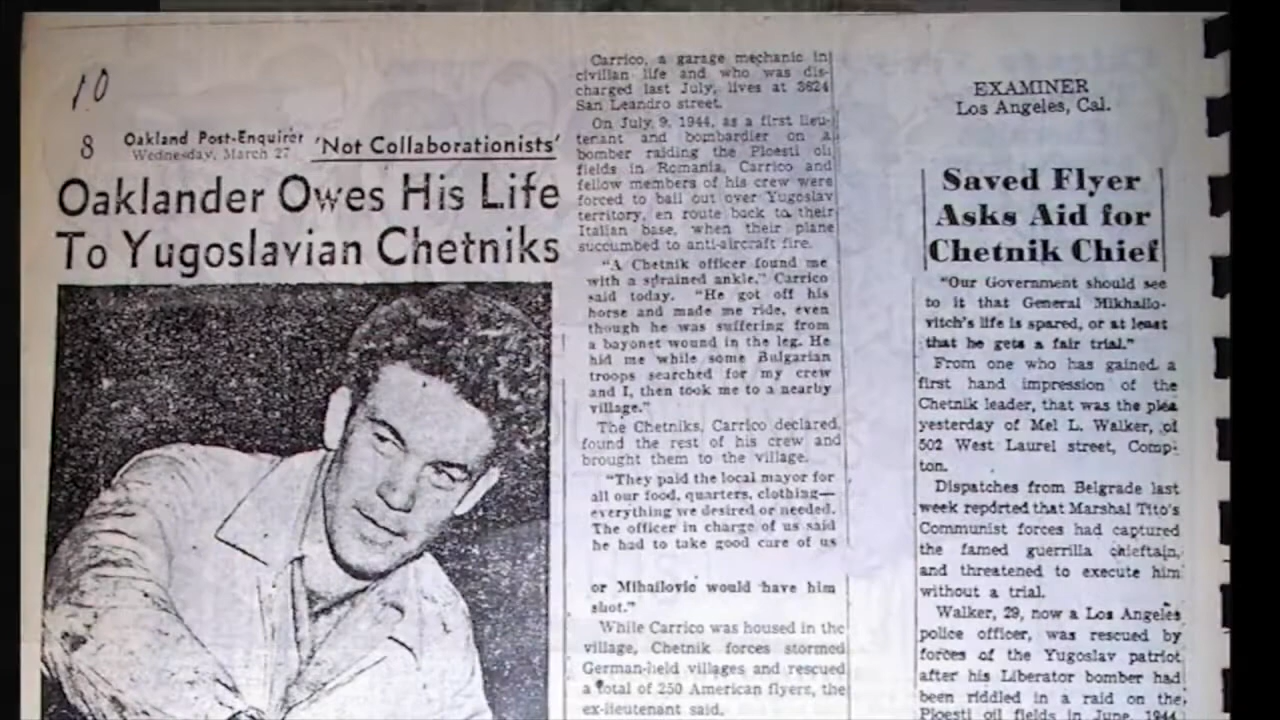 10
8
Oakland Post-Enquirer
Wednesday, March 27
'Not Collaborationists'
Oaklander Owes His Life
To Yugoslavian Chetniks
Carrico, a garage mechanic in
civilian life and who was dis-
charged last July, lives at 3624
San Leandro street.
On July 9, 1944, as a first lieu-
tenant and bombardier on a
bomber raiding the Ploesti oil
fields in Romania, Carrico and
fellow members of his crew were
forced to bail out over Yugoslav
territory, en route back to their
Italian base, when their plane
succumbed to anti-aircraft fire.
"A Chetnik officer found me
with a sprained ankle," Carrico
said today. "He got off his
horse and made me ride, even
though he was suffering from
a bayonet wound in the leg. He
hid me while some Bulgarian
troops searched for my crew
and I, then took me to a nearby
village."
The Chetniks, Carrico declared,
found the rest of his crew and
brought them to the village.
"They paid the local mayor for
all our food, quarters, clothing—
everything we desired or needed.
The officer in charge of us said
he had to take good care of us
or Mihailovic would have him
shot."
While Carrico was housed in the
village, Chetnik forces stormed
German-held villages and rescued
a total of 250 American flyers, the
ex-lieutenant said.
EXAMINER
Los Angeles, Cal.
Saved Flyer
Asks Aid for
Chetnik Chief
"Our Government should see
to it that General Mikhailo-
vitch's life is spared, or at least
that he gets a fair trial."
From one who has gained a
first hand impression of the
Chetnik leader, that was the plea
yesterday of Mel L. Walker, of
502 West Laurel street, Comp-
ton.
Dispatches from Belgrade last
week repdrted that Marshal Tito's
Communist forces had captured
the famed guerrilla chieftain,
and threatened to execute him
without a trial.
Walker, 29, now a Los Angeles
police officer, was rescued by
forces of the Yugoslav patriot
after his Liberator bomber had
been riddled in a raid on the
Ploesti oil fields in June, 1944.